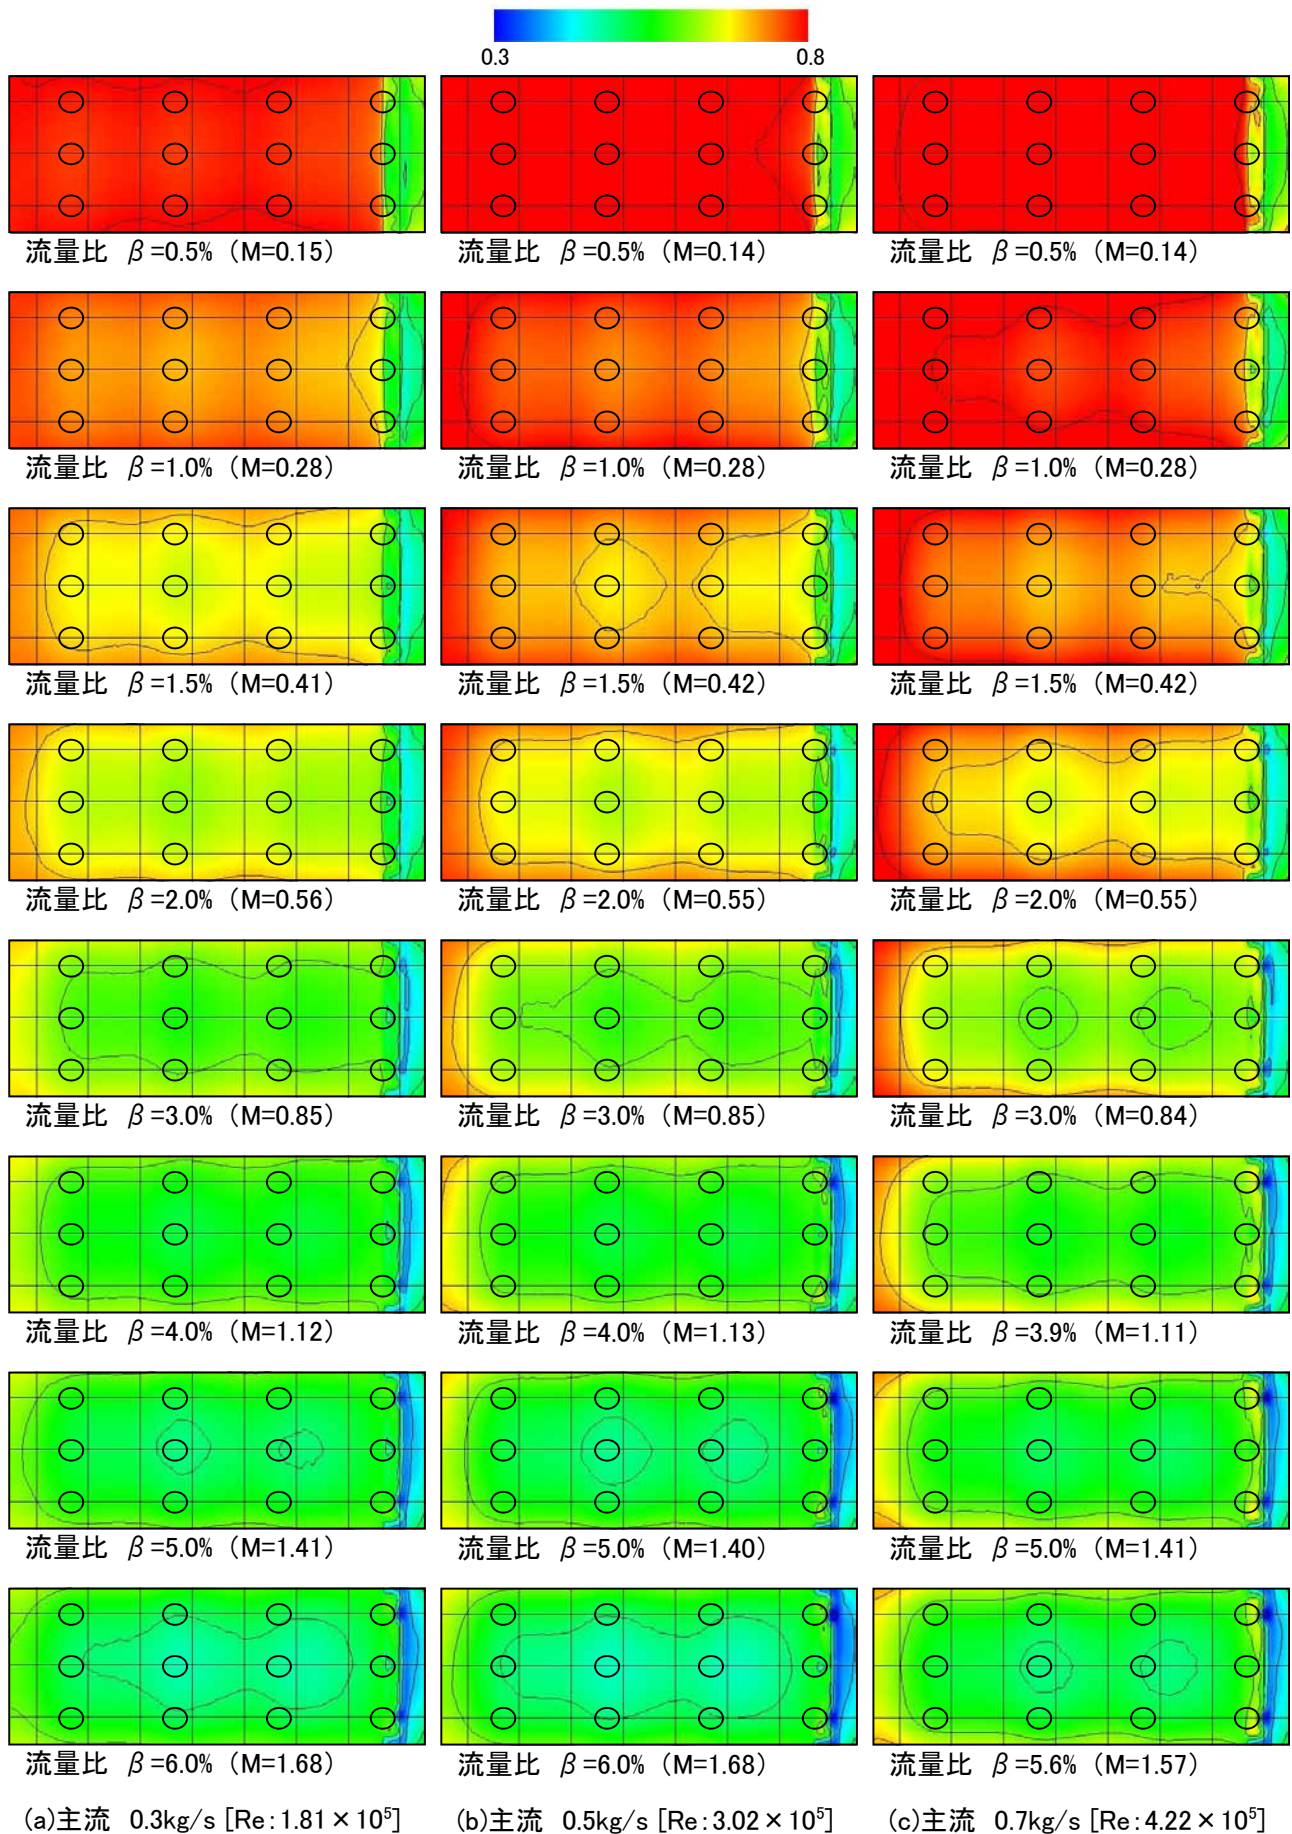 0.3 0.8
流量比 β=0.5% (M=0.15) 流量比 β=0.5% (M=0.14) 流量比 β=0.5% (M=0.14)
流量比 β=1.0% (M=0.28) 流量比 β=1.0% (M=0.28) 流量比 β=1.0% (M=0.28)
流量比 β=1.5% (M=0.41) 流量比 β=1.5% (M=0.42) 流量比 β=1.5% (M=0.42)
流量比 β=2.0% (M=0.56) 流量比 β=2.0% (M=0.55) 流量比 β=2.0% (M=0.55)
流量比 β=3.0% (M=0.85) 流量比 β=3.0% (M=0.85) 流量比 β=3.0% (M=0.84)
流量比 β=4.0% (M=1.12) 流量比 β=4.0% (M=1.13) 流量比 β=3.9% (M=1.11)
流量比 β=5.0% (M=1.41) 流量比 β=5.0% (M=1.40) 流量比 β=5.0% (M=1.41)
流量比 β=6.0% (M=1.68) 流量比 β=6.0% (M=1.68) 流量比 β=5.6% (M=1.57)
(a)主流 0.3kg/s [Re:1.81×10⁵] (b)主流 0.5kg/s [Re:3.02×10⁵] (c)主流 0.7kg/s [Re:4.22×10⁵]